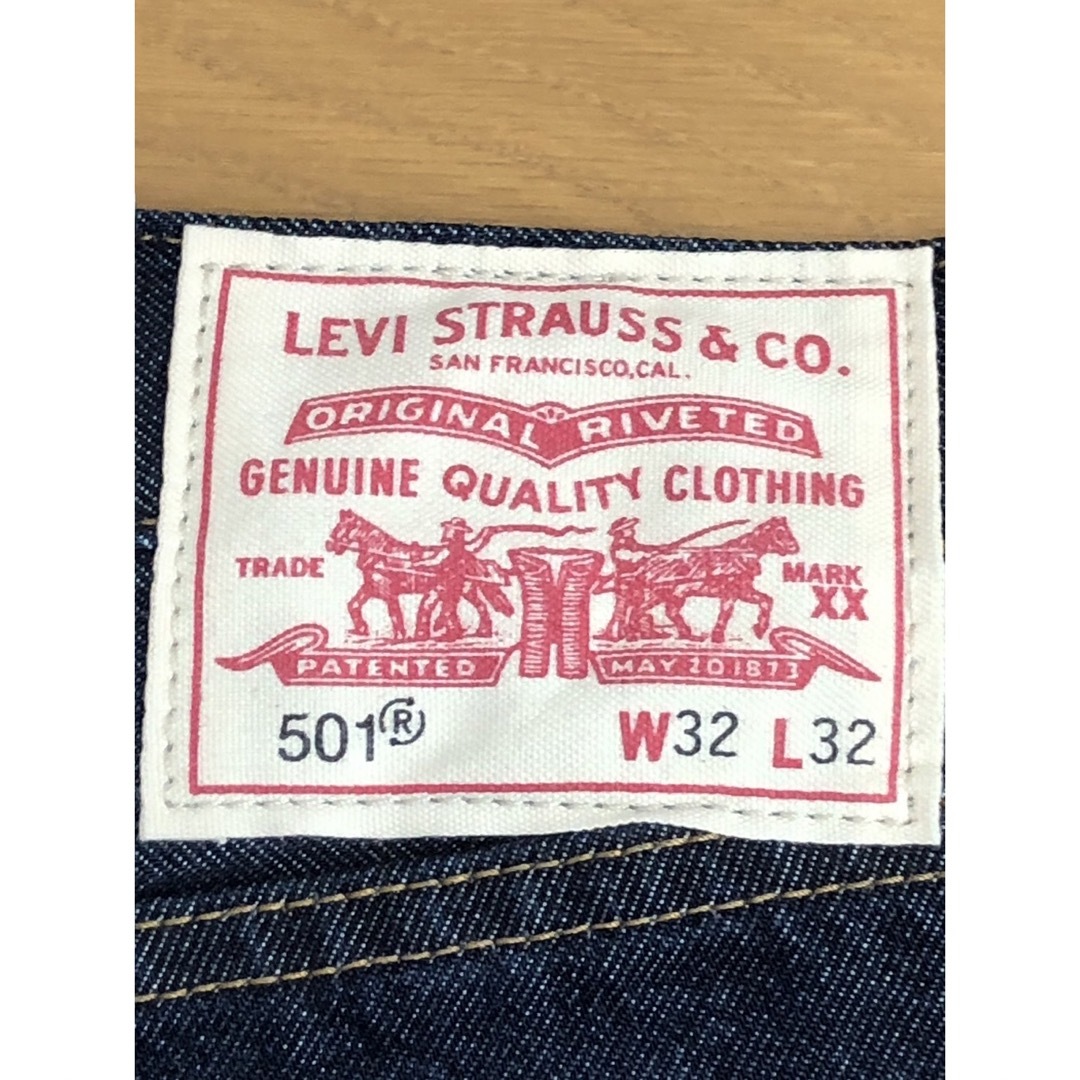 LEVI STRAUSS & CO.
SAN FRANCISCO, CAL.
ORIGINAL RIVETED
GENUINE QUALITY CLOTHING
TRADE MARK
XX
PATENTED MAY 20 1873
501® W32 L32